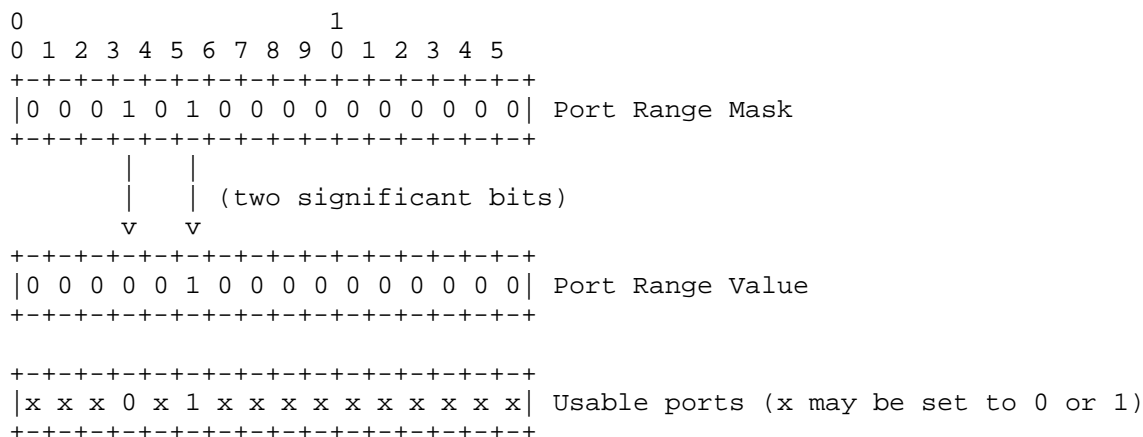 0                   1
0 1 2 3 4 5 6 7 8 9 0 1 2 3 4 5
+-+-+-+-+-+-+-+-+-+-+-+-+-+-+-+-+
|0 0 0 1 0 1 0 0 0 0 0 0 0 0 0 0| Port Range Mask
+-+-+-+-+-+-+-+-+-+-+-+-+-+-+-+-+
       |   |
       |   | (two significant bits)
       v   v
+-+-+-+-+-+-+-+-+-+-+-+-+-+-+-+-+
|0 0 0 0 0 1 0 0 0 0 0 0 0 0 0 0| Port Range Value
+-+-+-+-+-+-+-+-+-+-+-+-+-+-+-+-+
+-+-+-+-+-+-+-+-+-+-+-+-+-+-+-+-+
|x x x 0 x 1 x x x x x x x x x x| Usable ports (x may be set to 0 or 1)
+-+-+-+-+-+-+-+-+-+-+-+-+-+-+-+-+